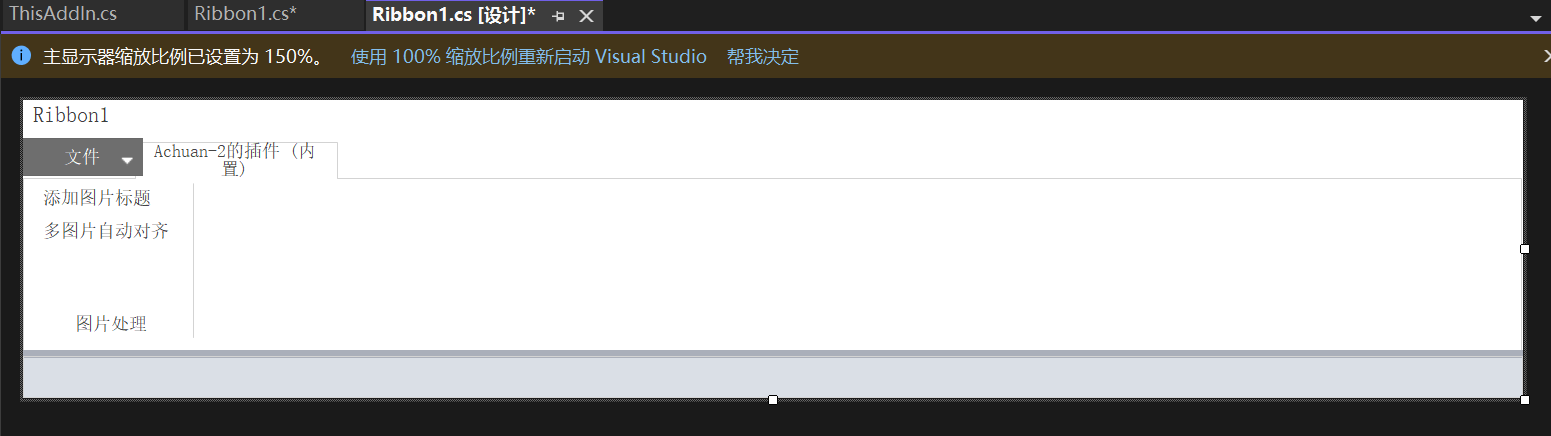 ThisAddIn.cs
Ribbon1.cs*
Ribbon1.cs [设计]*
主显示器缩放比例已设置为 150%。 使用 100% 缩放比例重新启动 Visual Studio 帮我决定
Ribbon1
文件
Achuan-2的插件 (内
置)
添加图片标题
多图片自动对齐
图片处理